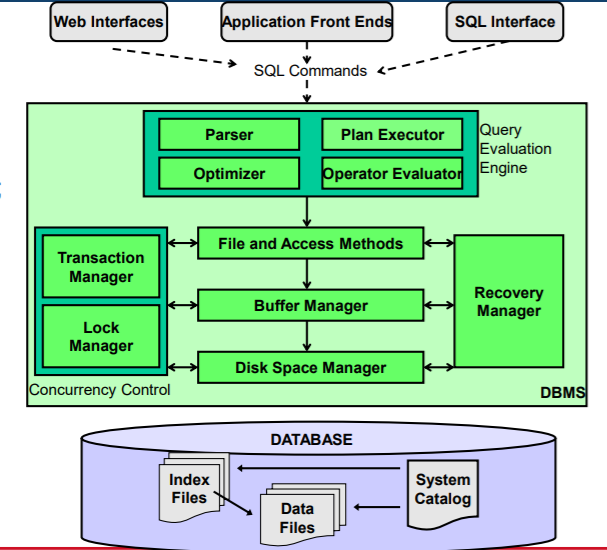 Web Interfaces
Application Front Ends
SQL Interface
SQL Commands
Parser
Plan Executor
Query
Evaluation
Engine
Optimizer
Operator Evaluator
File and Access Methods
Transaction
Manager
Buffer Manager
Recovery
Manager
Lock
Manager
Disk Space Manager
Concurrency Control
DBMS
DATABASE
Index
Files
System
Catalog
Data
Files